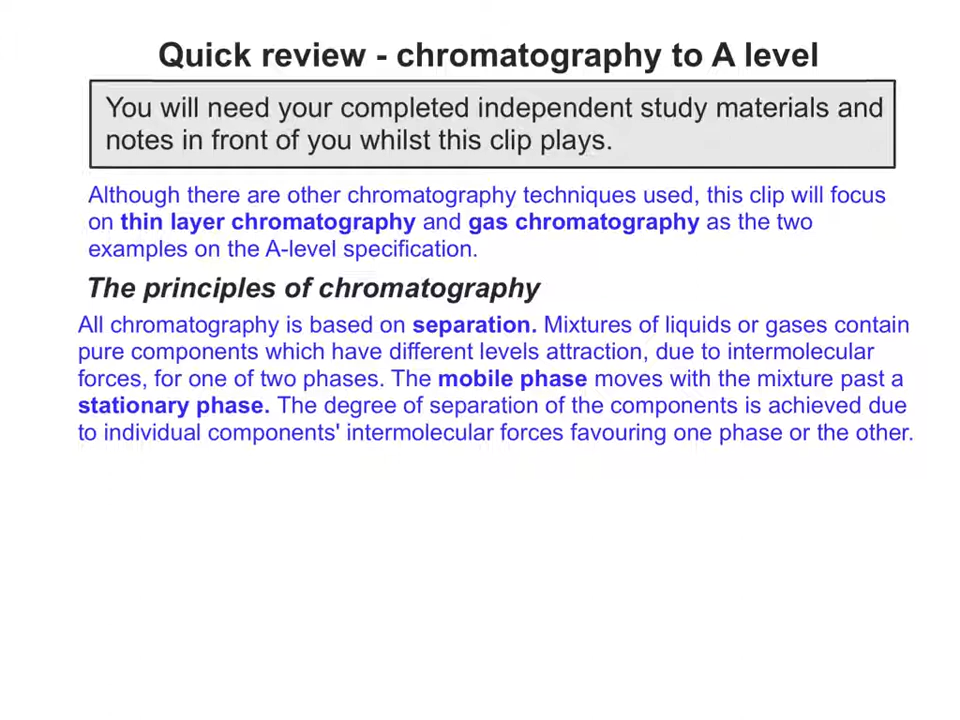 Quick review - chromatography to A level
You will need your completed independent study materials and
notes in front of you whilst this clip plays.
Although there are other chromatography techniques used, this clip will focus
on thin layer chromatography and gas chromatography as the two
examples on the A-level specification.
The principles of chromatography
All chromatography is based on separation. Mixtures of liquids or gases contain
pure components which have different levels attraction, due to intermolecular
forces, for one of two phases. The mobile phase moves with the mixture past a
stationary phase. The degree of separation of the components is achieved due
to individual components' intermolecular forces favouring one phase or the other.